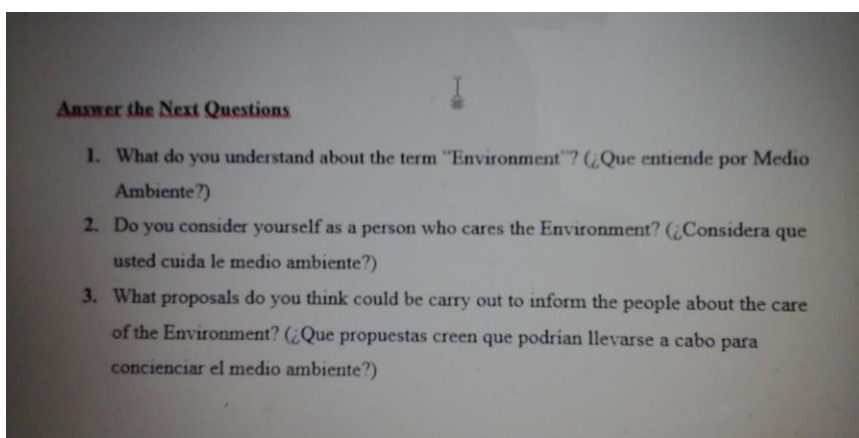 Answer the Next Questions
1. What do you understand about the term “Environment”? (¿Que entiende por Medio
Ambiente?)
2. Do you consider yourself as a person who cares the Environment? (¿Considera que
usted cuida le medio ambiente?)
3. What proposals do you think could be carry out to inform the people about the care
of the Environment? (¿Que propuestas creen que podrían llevarse a cabo para
concienciar el medio ambiente?)